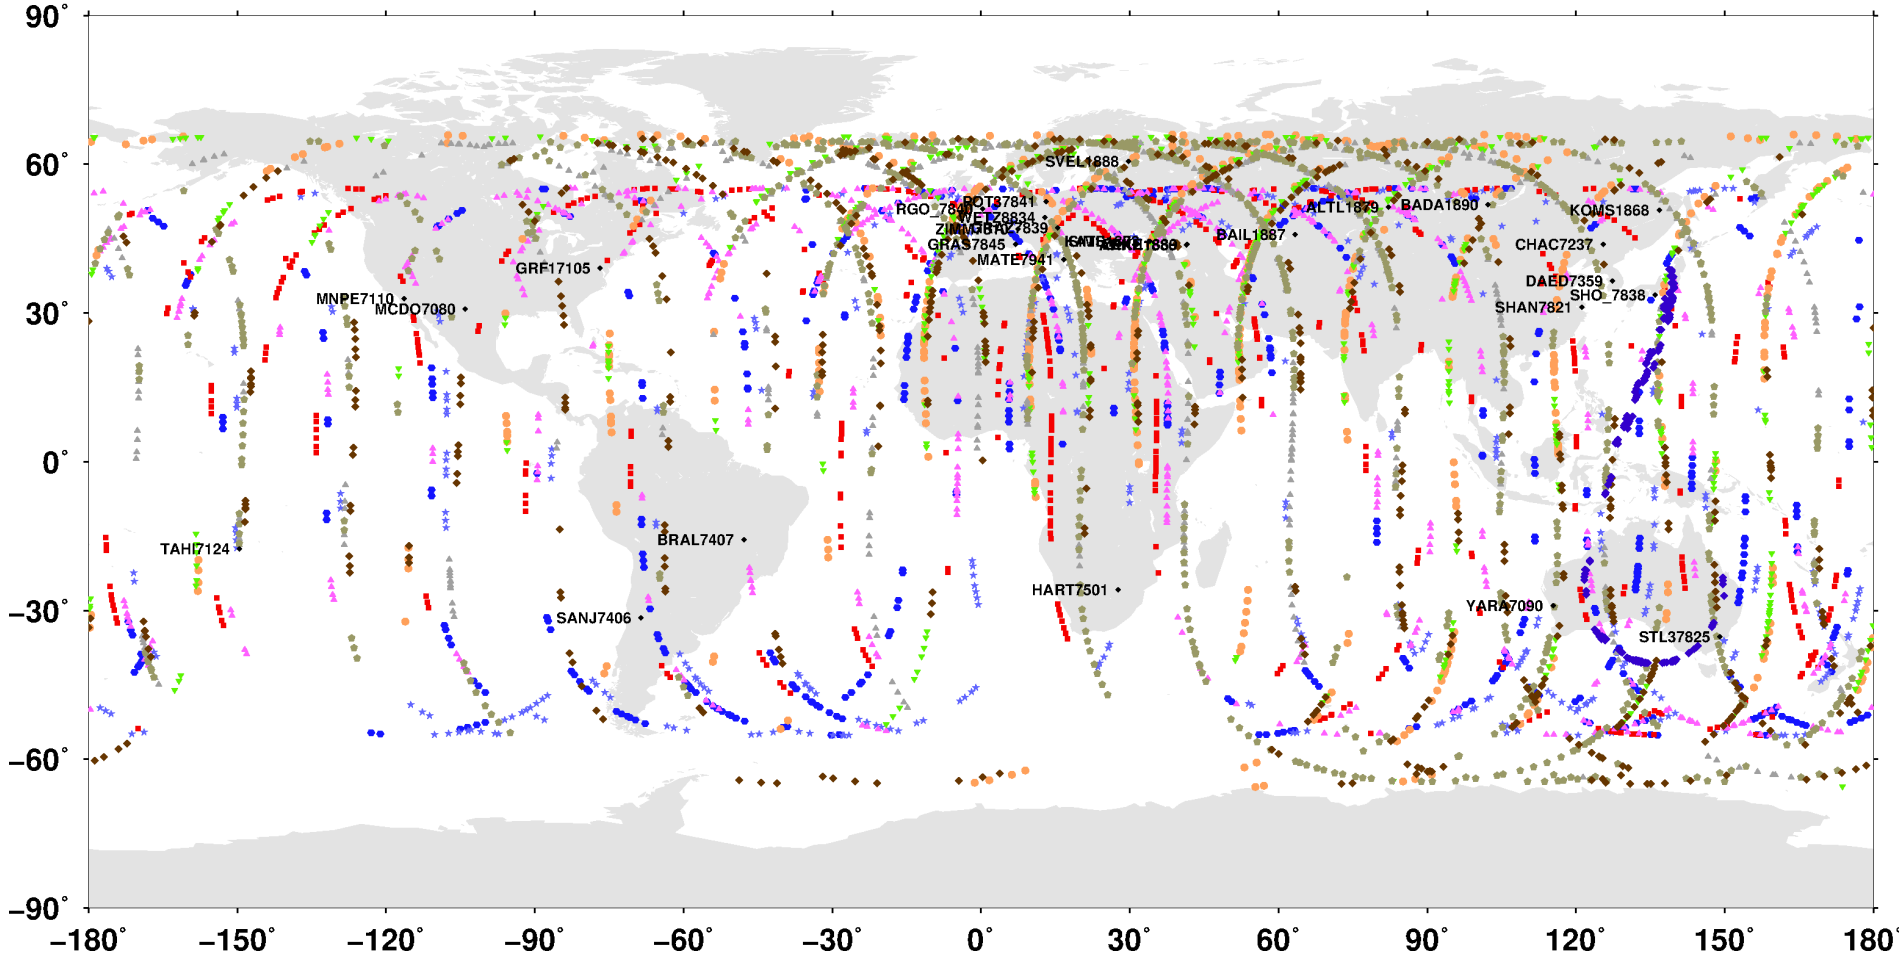 90°
60°
30°
0°
−30°
−60°
−90°
−180°
−150°
−120°
−90°
−60°
−30°
0°
30°
60°
90°
120°
150°
180°
SVEL1888
POT37841
RGO_7840
WETZ8834
GRAZ7839
GRAS7845
MATE7941
BAIL1887
ALTL1879
BADA1890
KOMS1868
CHAC7237
DAED7359
SHO_7838
SHAN7821
GRF17105
MNPE7110
MCDO7080
TAHI7124
BRAL7407
SANJ7406
HART7501
YARA7090
STL37825